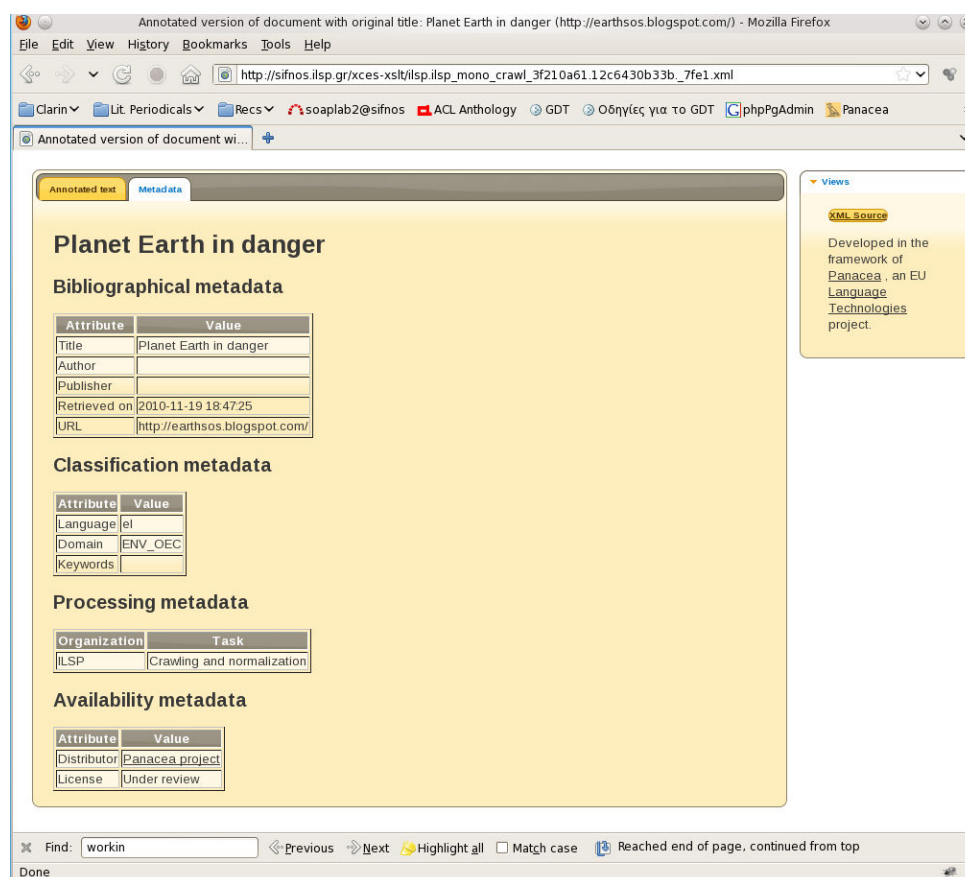 Annotated version of document with original title: Planet Earth in danger (http://earthsos.blogspot.com/) - Mozilla Firefox
File Edit View History Bookmarks Tools Help
http://sifnos.ilsp.gr/xces-xslt/ilsp.ilsp_mono_crawl_3f210a61.12c6430b33b._7fe1.xml
Clarin Lit. Periodicals Recs soaplab2@sifnos ACL Anthology GDT Οδηγίες για το GDT phpPgAdmin Panacea
Annotated version of document wi...
Annotated text Metadata
Planet Earth in danger
Bibliographical metadata
Attribute Value
Title Planet Earth in danger
Author
Publisher
Retrieved on 2010-11-19 18:47:25
URL http://earthsos.blogspot.com/
Classification metadata
Attribute Value
Language el
Domain ENV_OEC
Keywords
Processing metadata
Organization Task
ILSP Crawling and normalization
Availability metadata
Attribute Value
Distributor Panacea project
License Under review
Views
XML Source
Developed in the
framework of
Panacea , an EU
Language
Technologies
project.
Find: workin Previous Next Highlight all Match case Reached end of page, continued from top
Done